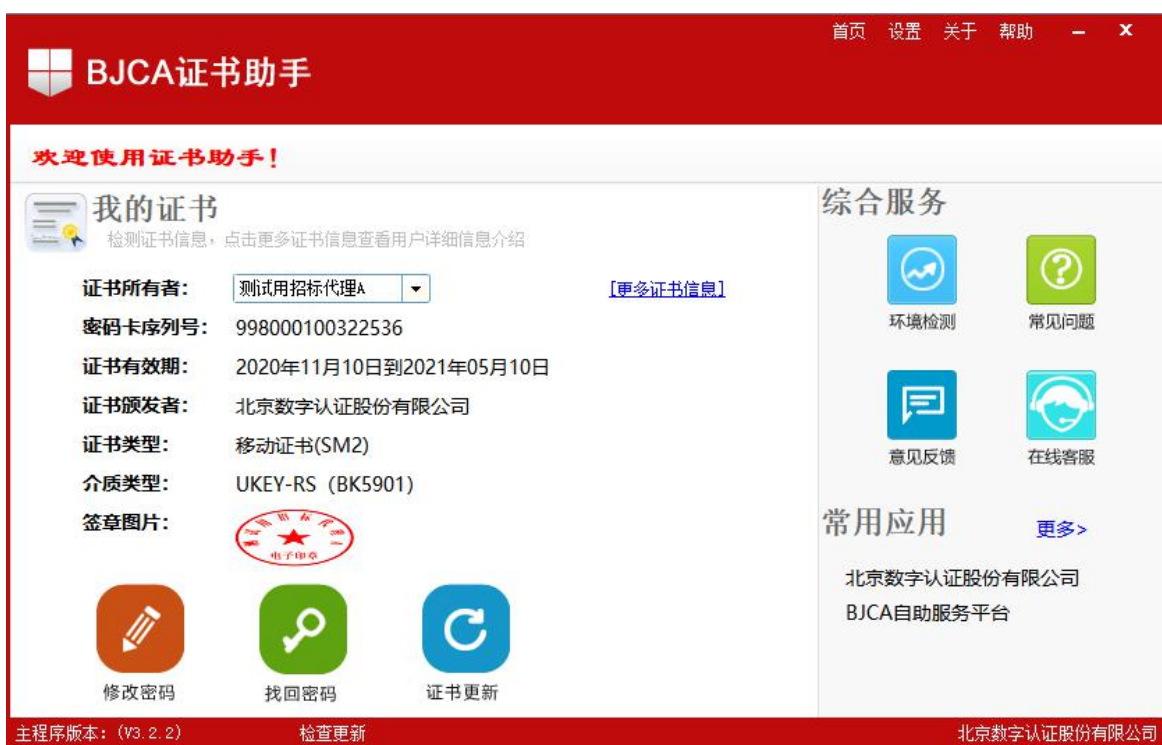 首页 设置 关于 帮助
BJCA证书助手
欢迎使用证书助手!
我的证书
检测证书信息,点击更多证书信息查看用户详细信息介绍
证书所有者: 测试用招标代理A [更多证书信息]
密码卡序列号: 998000100322536
证书有效期: 2020年11月10日到2021年05月10日
证书颁发者: 北京数字认证股份有限公司
证书类型: 移动证书(SM2)
介质类型: UKEY-RS (BK5901)
签章图片:
电子印章
修改密码 找回密码 证书更新
综合服务
环境检测 常见问题
意见反馈 在线客服
常用应用 更多>
北京数字认证股份有限公司
BJCA自助服务平台
主程序版本: (V3.2.2) 检查更新 北京数字认证股份有限公司